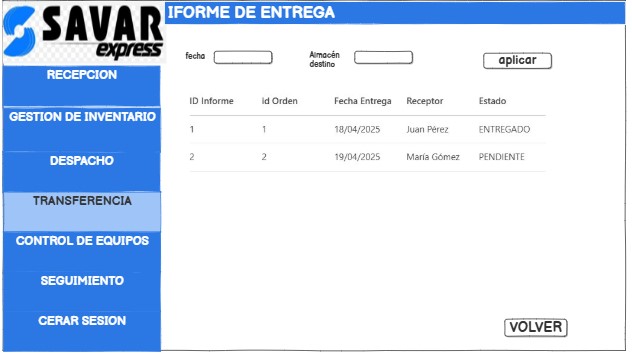 SAVAR
express
IFORME DE ENTREGA
RECEPCION
GESTION DE INVENTARIO
DESPACHO
TRANSFERENCIA
CONTROL DE EQUIPOS
SEGUIMIENTO
CERAR SESION
fecha
Almacén
destino
aplicar
ID Informe Id Orden Fecha Entrega Receptor Estado
1 1 18/04/2025 Juan Pérez ENTREGADO
2 2 19/04/2025 María Gómez PENDIENTE
VOLVER